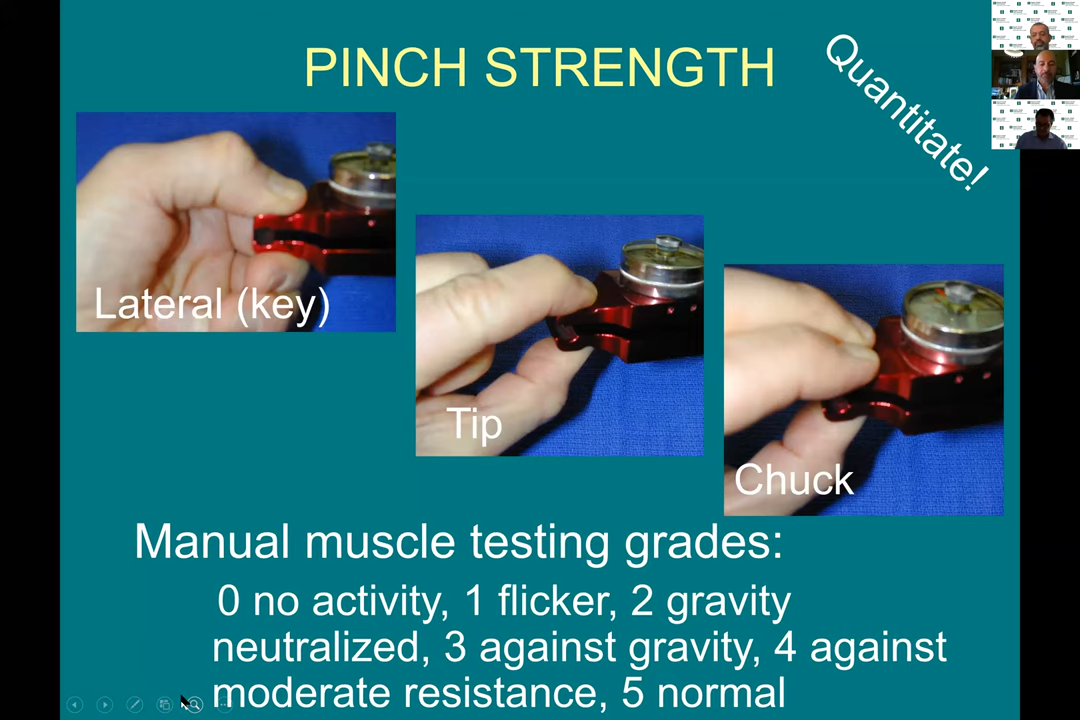 PINCH STRENGTH
Quantitate!
Lateral (key)
Tip
Chuck
Manual muscle testing grades:
0 no activity, 1 flicker, 2 gravity
neutralized, 3 against gravity, 4 against
moderate resistance, 5 normal